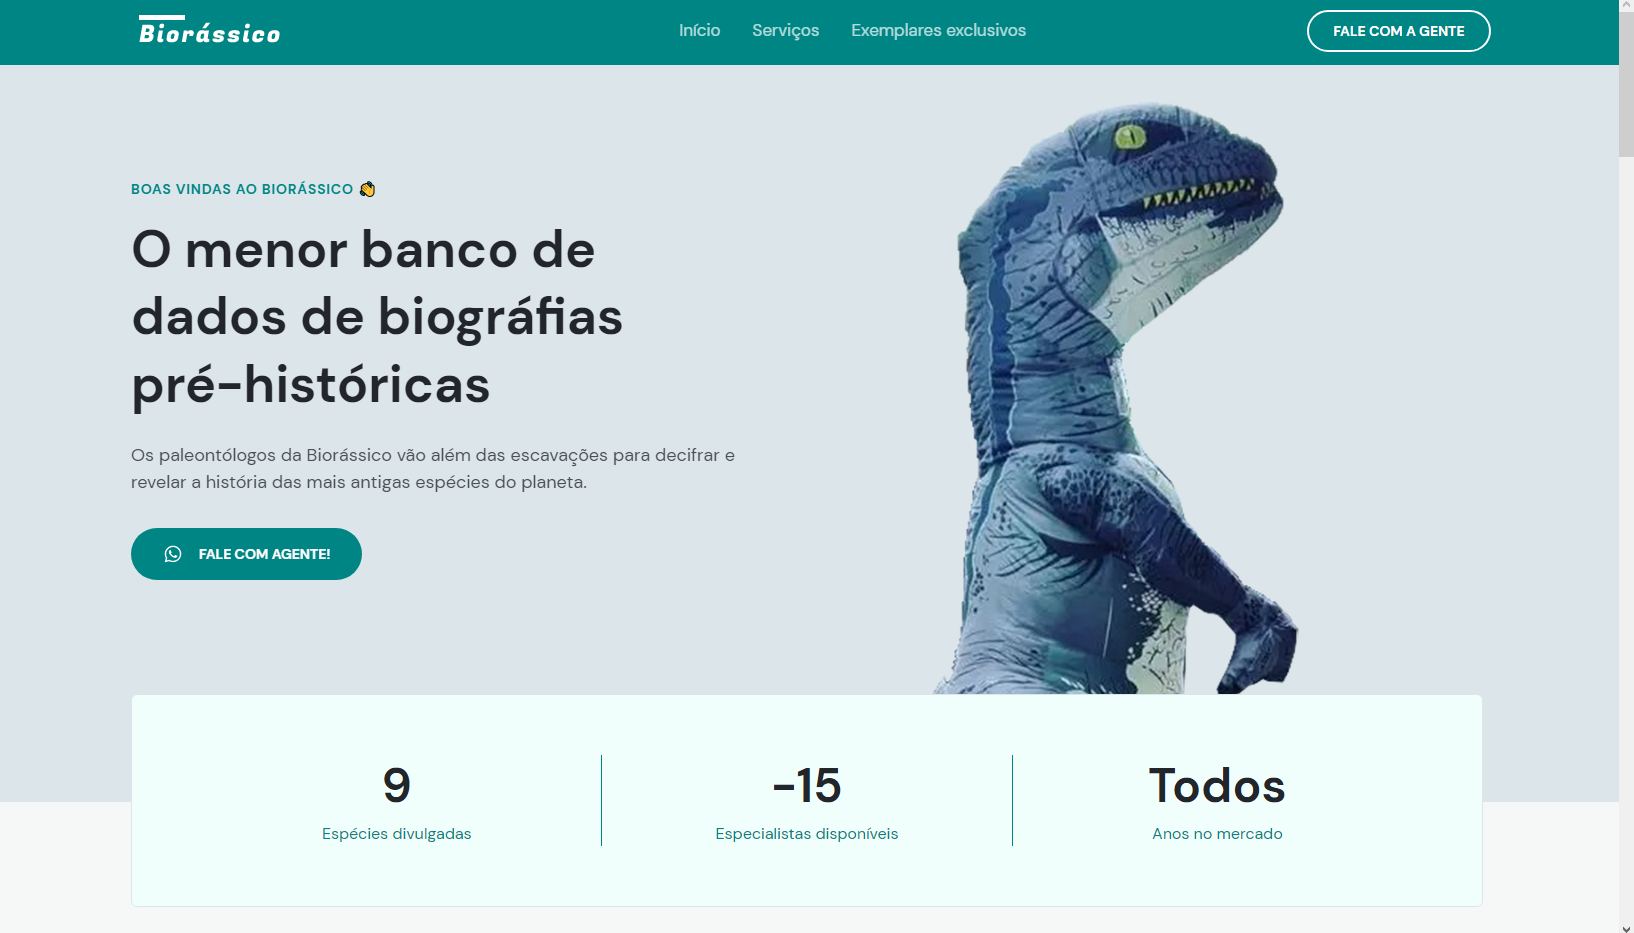 Biorássico
Início
Serviços
Exemplares exclusivos
FALE COM A GENTE
BOAS VINDAS AO BIORÁSSICO 👏
O menor banco de
dados de biográfias
pré-históricas
Os paleontólogos da Biorássico vão além das escavações para decifrar e
revelar a história das mais antigas espécies do planeta.
FALE COM AGENTE!
9
Espécies divulgadas
-15
Especialistas disponíveis
Todos
Anos no mercado